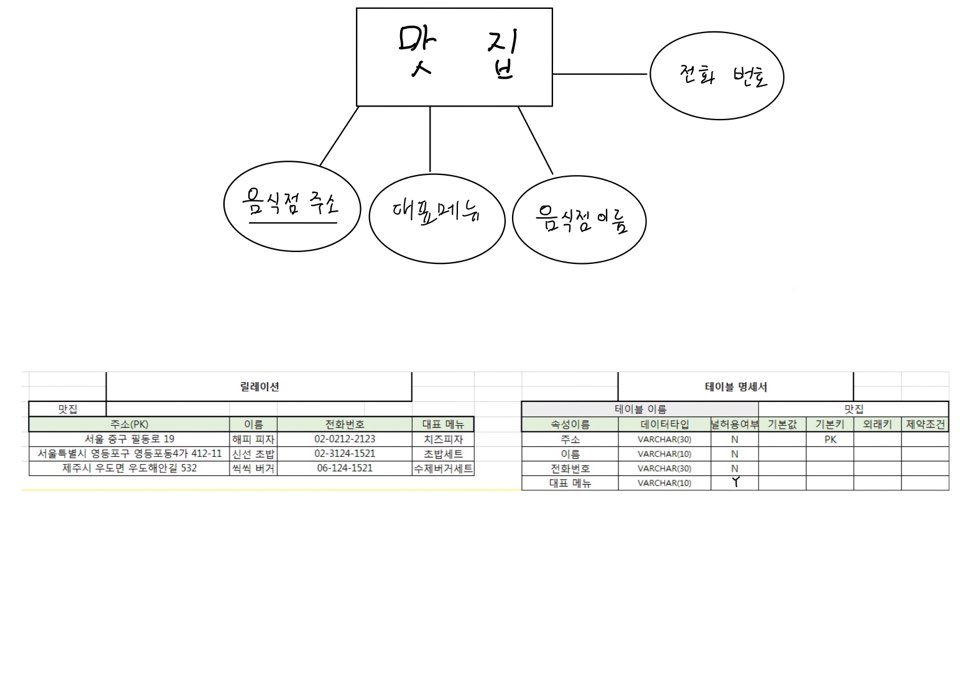 맛 집
전화 번호
음식점 주소
대표메뉴
음식점 이름
릴레이션
맛집
주소(PK) 이름 전화번호 대표 메뉴
서울 중구 필동로 19 해피 피자 02-0212-2123 치즈피자
서울특별시 영등포구 영등포동4가 412-11 신선 초밥 02-3124-1521 초밥세트
제주시 우도면 우도해안길 532 씩씩 버거 06-124-1521 수제버거세트
테이블 명세서
테이블 이름 맛집
속성이름 데이터타입 널허용여부 기본값 기본키 외래키 제약조건
주소 VARCHAR(30) N PK
이름 VARCHAR(10) N
전화번호 VARCHAR(30) N
대표 메뉴 VARCHAR(10) Y